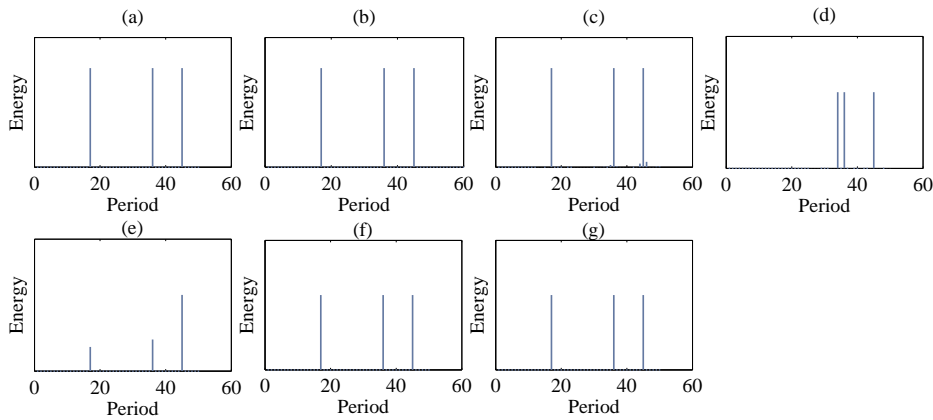 (a) (b) (c) (d)
Energy Energy Energy Energy
0 20 40 60 0 20 40 60 0 20 40 60 0 20 40 60
Period Period Period Period
(e) (f) (g)
Energy Energy Energy
0 20 40 60 0 20 40 60 0 20 40 60
Period Period Period